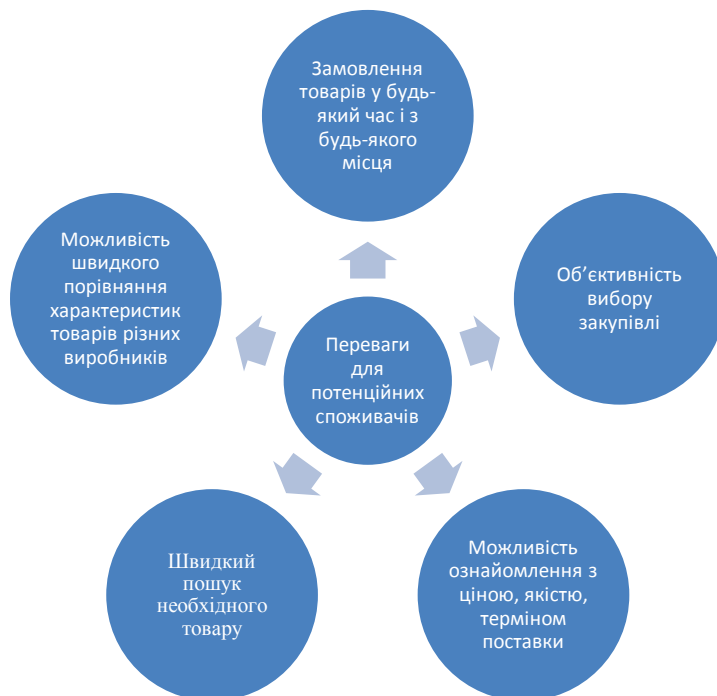 Замовлення
товарів у будь-
який час і з
будь-якого
місця
Об’єктивність
вибору
закупівлі
Можливість
ознайомлення з
ціною, якістю,
терміном
поставки
Швидкий
пошук
необхідного
товару
Можливість
швидкого
порівняння
характеристик
товарів різних
виробників
Переваги
для
потенційних
споживачів